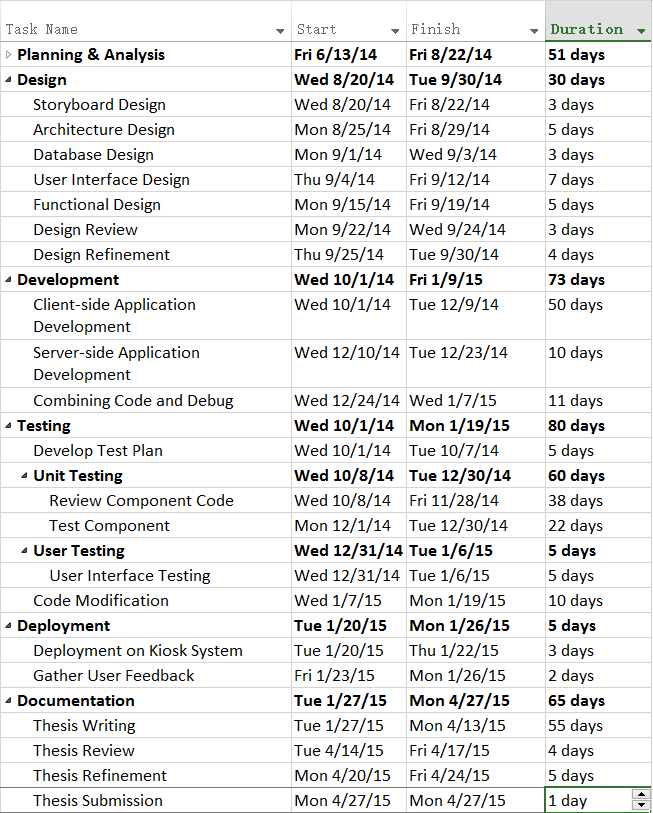 Task Name Start Finish Duration
Planning & Analysis Fri 6/13/14 Fri 8/22/14 51 days
Design Wed 8/20/14 Tue 9/30/14 30 days
Storyboard Design Wed 8/20/14 Fri 8/22/14 3 days
Architecture Design Mon 8/25/14 Fri 8/29/14 5 days
Database Design Mon 9/1/14 Wed 9/3/14 3 days
User Interface Design Thu 9/4/14 Fri 9/12/14 7 days
Functional Design Mon 9/15/14 Fri 9/19/14 5 days
Design Review Mon 9/22/14 Wed 9/24/14 3 days
Design Refinement Thu 9/25/14 Tue 9/30/14 4 days
Development Wed 10/1/14 Fri 1/9/15 73 days
Client-side Application Wed 10/1/14 Tue 12/9/14 50 days
Development
Server-side Application Wed 12/10/14 Tue 12/23/14 10 days
Development
Combining Code and Debug Wed 12/24/14 Wed 1/7/15 11 days
Testing Wed 10/1/14 Mon 1/19/15 80 days
Develop Test Plan Wed 10/1/14 Tue 10/7/14 5 days
Unit Testing Wed 10/8/14 Tue 12/30/14 60 days
Review Component Code Wed 10/8/14 Fri 11/28/14 38 days
Test Component Mon 12/1/14 Tue 12/30/14 22 days
User Testing Wed 12/31/14 Tue 1/6/15 5 days
User Interface Testing Wed 12/31/14 Tue 1/6/15 5 days
Code Modification Wed 1/7/15 Mon 1/19/15 10 days
Deployment Tue 1/20/15 Mon 1/26/15 5 days
Deployment on Kiosk System Tue 1/20/15 Thu 1/22/15 3 days
Gather User Feedback Fri 1/23/15 Mon 1/26/15 2 days
Documentation Tue 1/27/15 Mon 4/27/15 65 days
Thesis Writing Tue 1/27/15 Mon 4/13/15 55 days
Thesis Review Tue 4/14/15 Fri 4/17/15 4 days
Thesis Refinement Mon 4/20/15 Fri 4/24/15 5 days
Thesis Submission Mon 4/27/15 Mon 4/27/15 1 day